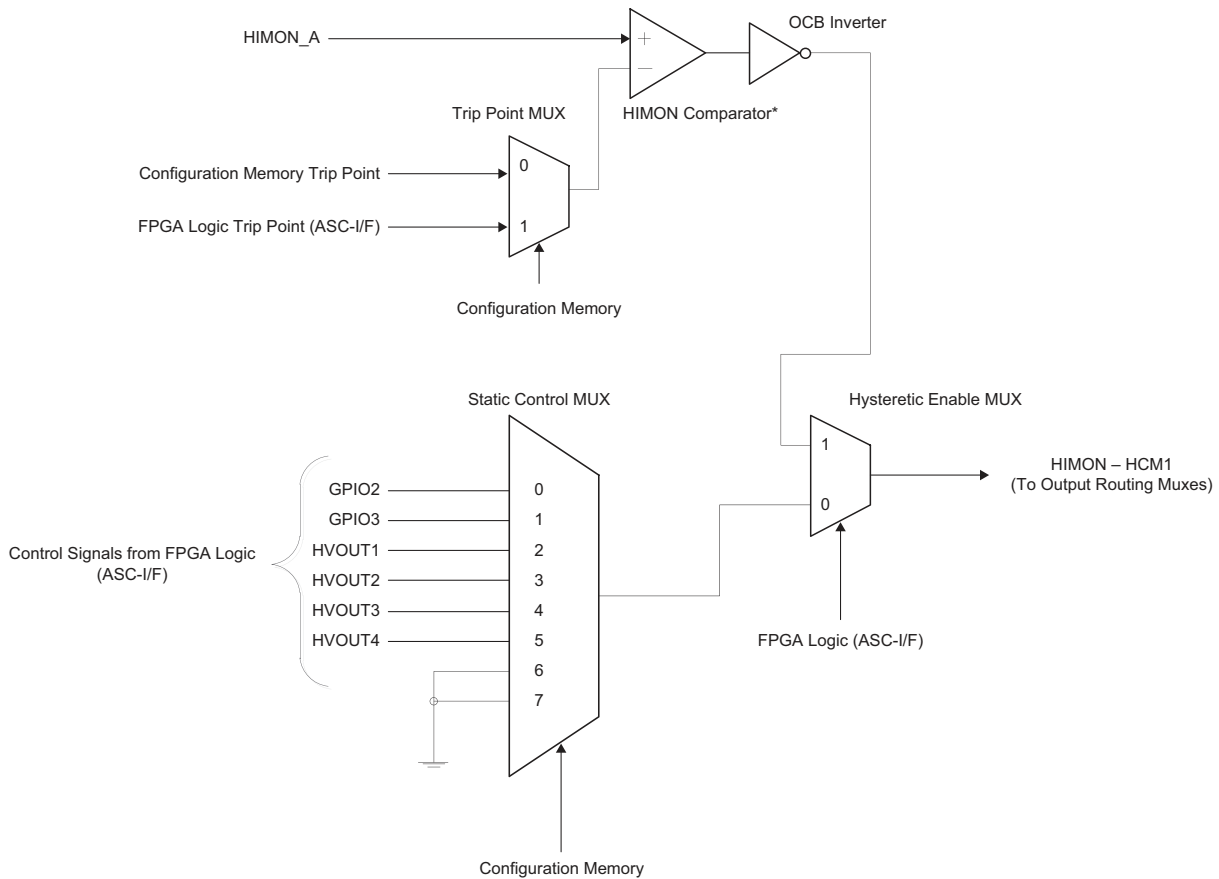 OCB Inverter
HIMON_A
+
−
Trip Point MUX
HIMON Comparator*
0
Configuration Memory Trip Point
FPGA Logic Trip Point (ASC-I/F)
1
Configuration Memory
Static Control MUX
Hysteretic Enable MUX
1
HIMON – HCM1
(To Output Routing Muxes)
0
GPIO2
0
GPIO3
1
HVOUT1
2
Control Signals from FPGA Logic
(ASC-I/F)
HVOUT2
3
HVOUT3
4
HVOUT4
5
6
7
FPGA Logic (ASC-I/F)
Configuration Memory